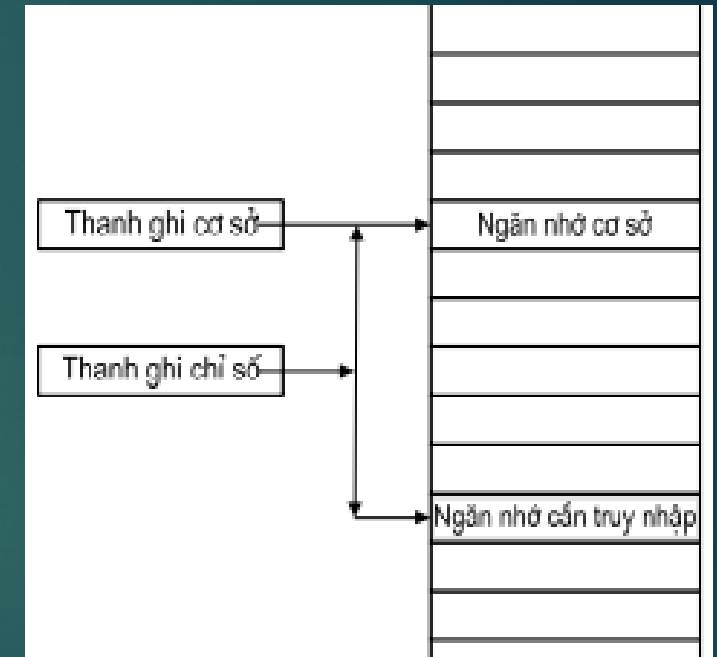 Thanh ghi cơ sở
Ngăn nhớ cơ sở
Thanh ghi chỉ số
Ngăn nhớ cần truy nhập